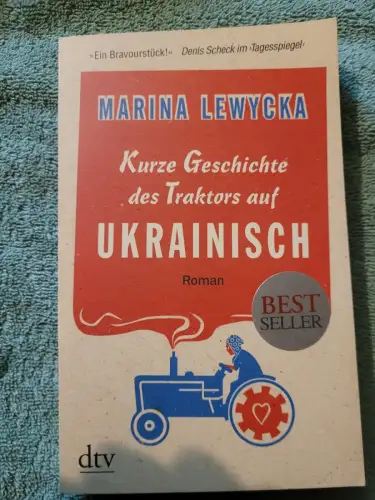 »Ein Bravourstück!« Denis Scheck im ›Tagesspiegel‹
MARINA LEWYCKA
Kurze Geschichte
des Traktors auf
UKRAINISCH
Roman
BEST
SELLER
dtv